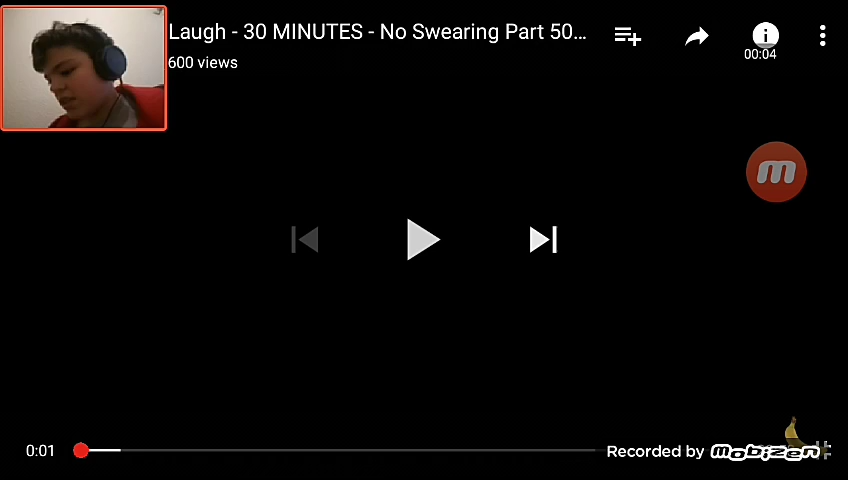 Laugh - 30 MINUTES - No Swearing Part 50...
600 views
00:04
0:01
Recorded by mobizen